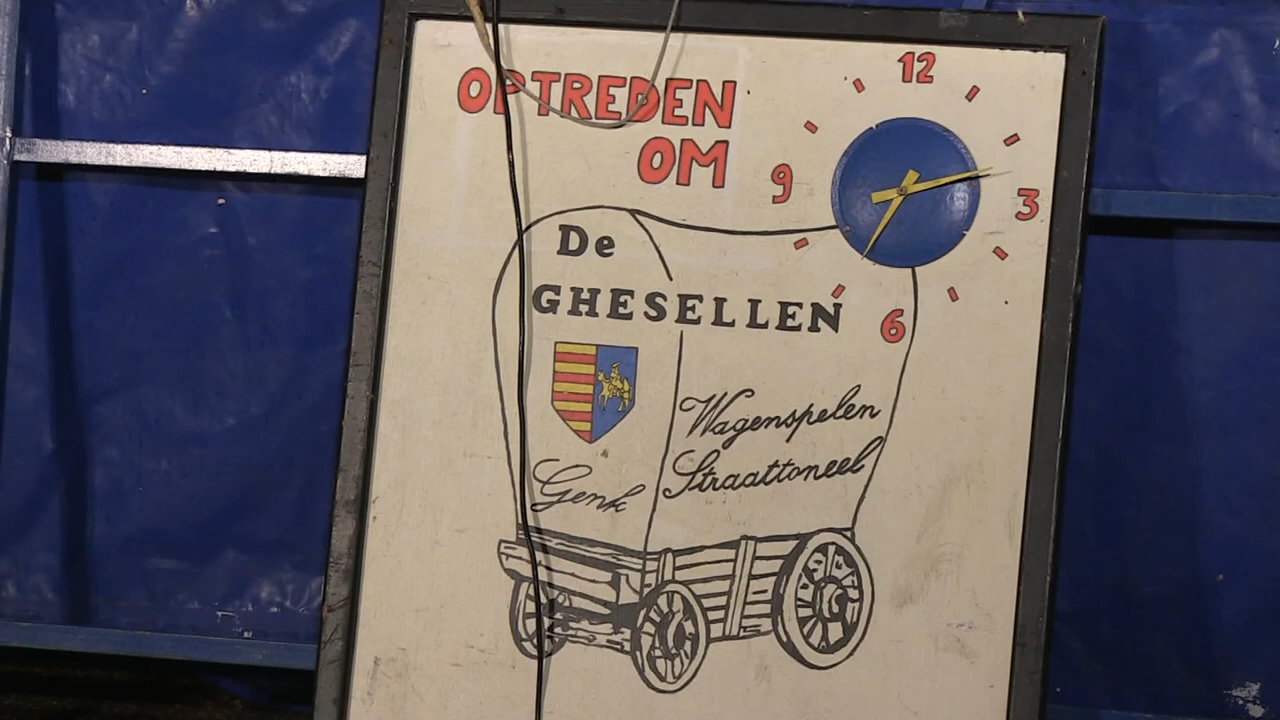 OPTREDEN
OM
12
9
3
6
De
GHESELLEN
Wagenspelen
Straattoneel
Genk